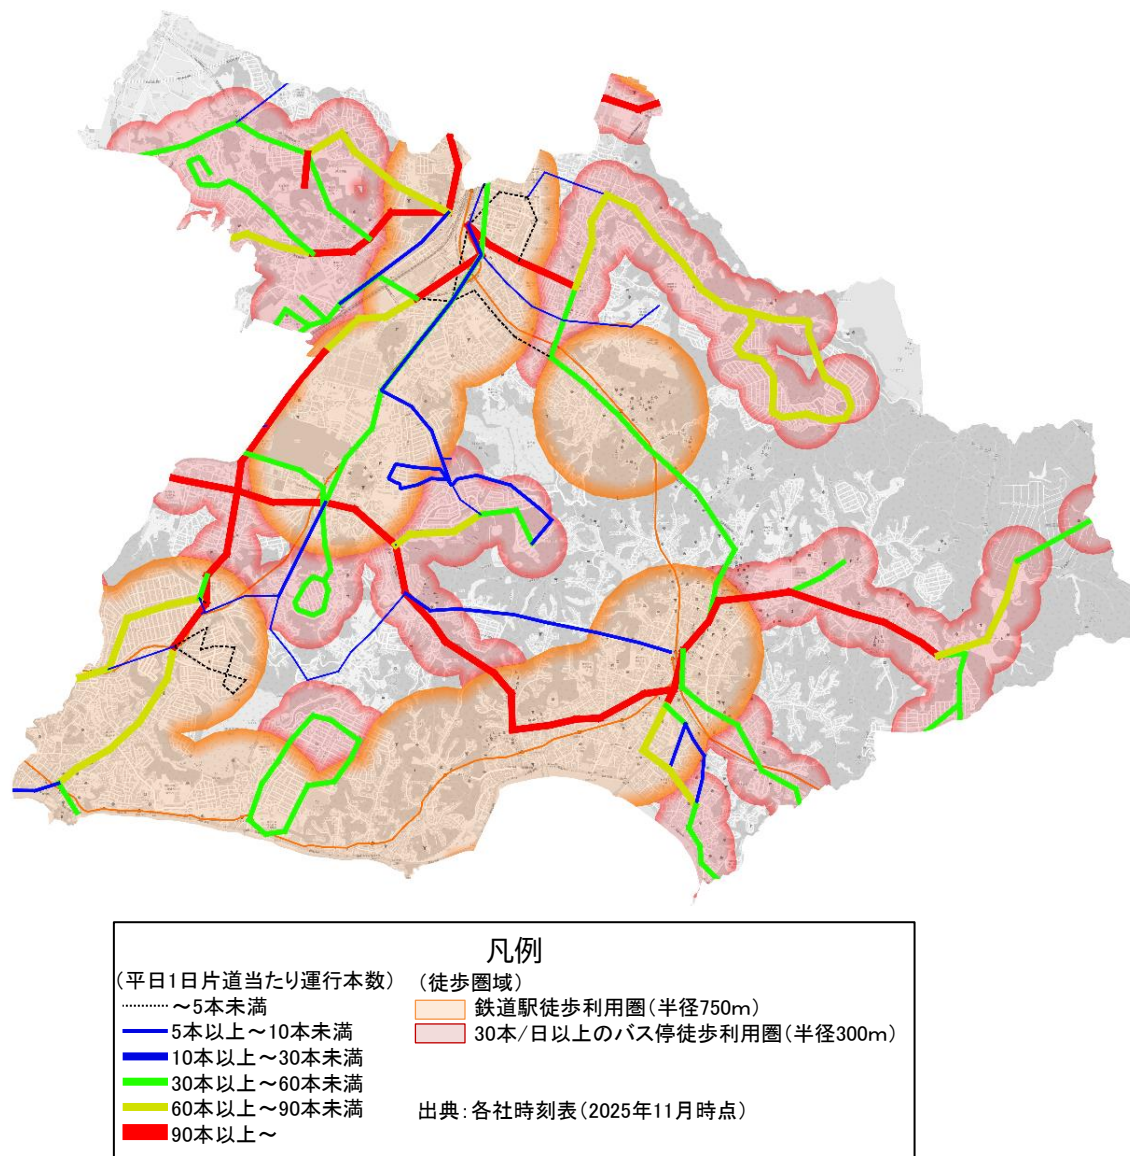 凡例
(平日1日片道当たり運行本数)
～5本未満
5本以上～10本未満
10本以上～30本未満
30本以上～60本未満
60本以上～90本未満
90本以上～
(徒歩圏域)
鉄道駅徒歩利用圏(半径750m)
30本/日以上のバス停徒歩利用圏(半径300m)
出典:各社時刻表(2025年11月時点)